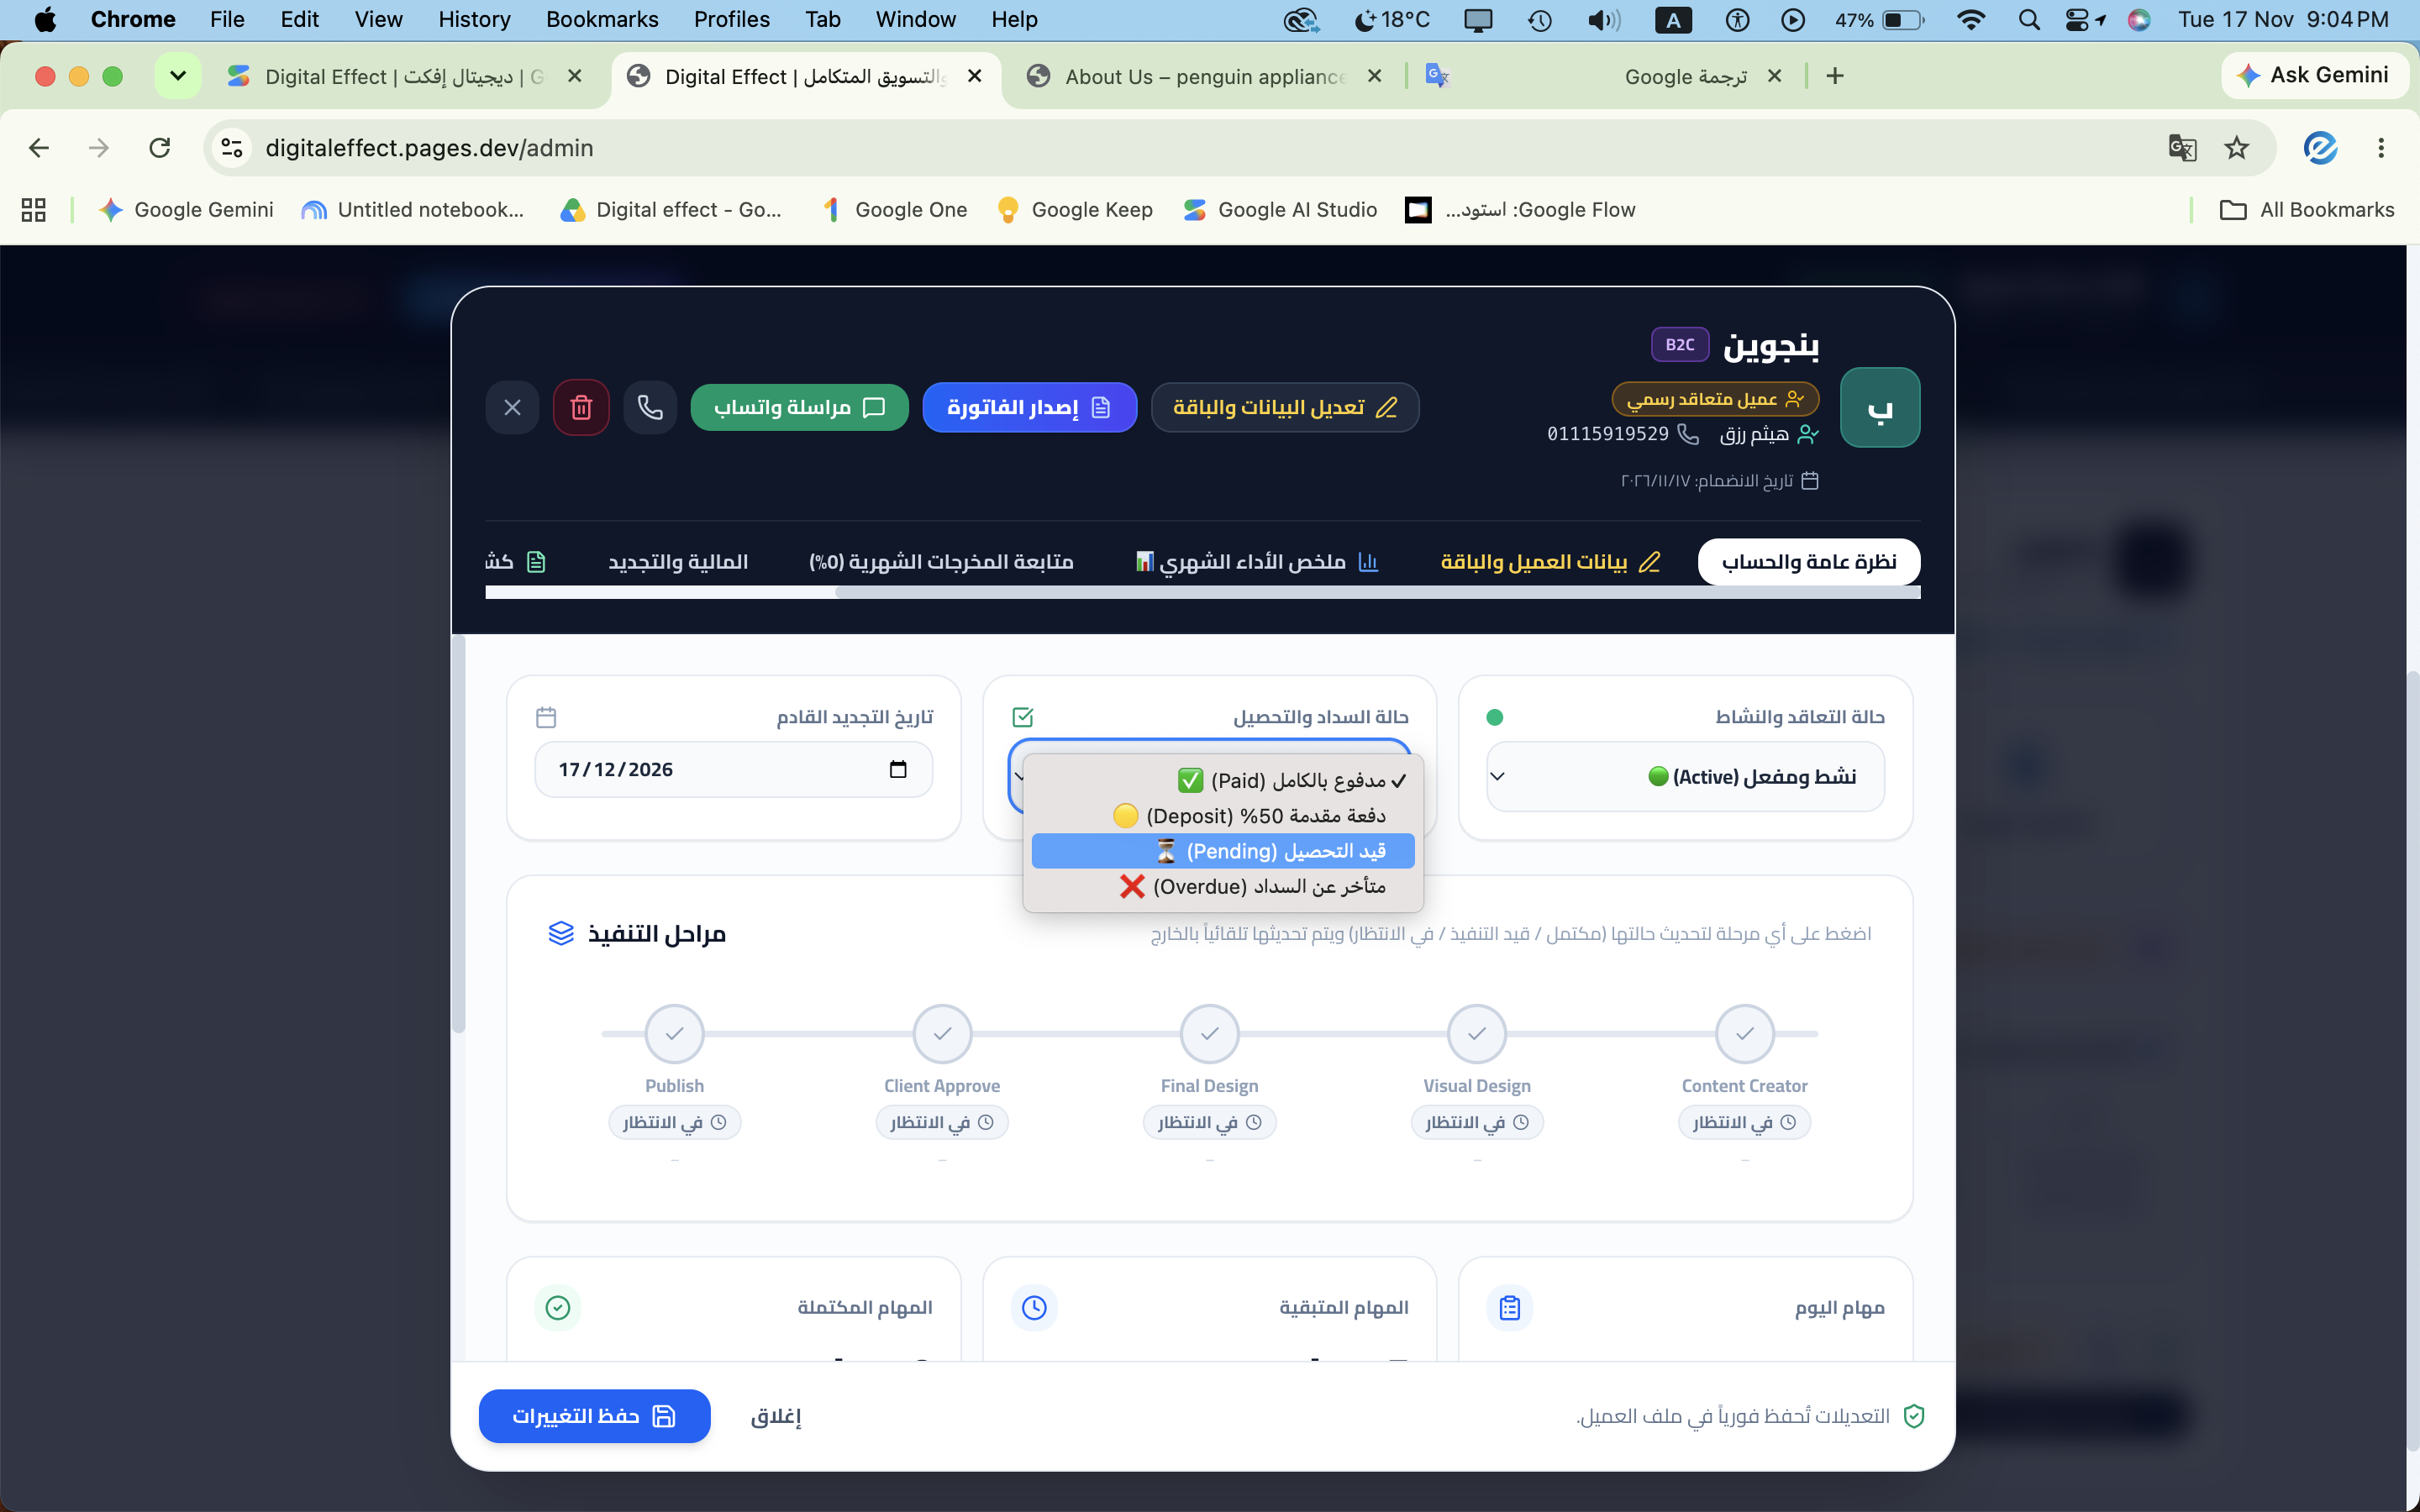 Chrome File Edit View History Bookmarks Profiles Tab Window Help 18°C A 47% Tue 17 Nov 9:04 PM
Digital Effect | ديجيتال إفكت | G
Digital Effect | والتسويق المتكامل
About Us – penguin appliance
ترجمة Google
Ask Gemini
digitaleffect.pages.dev/admin
Google Gemini
Untitled notebook...
Digital effect - Go...
Google One
Google Keep
Google AI Studio
Google Flow: استود...
All Bookmarks
بنجوين B2C
ب
عميل متعاقد رسمي
هيثم رزق 01115919529
تاريخ الانضمام: ٢٠٢٦/١١/١٧
تعديل البيانات والباقة
إصدار الفاتورة
مراسلة واتساب
نظرة عامة والحساب
بيانات العميل والباقة
ملخص الأداء الشهري 📊
متابعة المخرجات الشهرية (0%)
المالية والتجديد
كش
حالة التعاقد والنشاط
نشط ومفعل (Active) 🟢
حالة السداد والتحصيل
✓ مدفوع بالكامل (Paid) ✅
دفعة مقدمة 50% (Deposit) 🟡
قيد التحصيل (Pending) ⏳
متأخر عن السداد (Overdue) ❌
تاريخ التجديد القادم
17/12/2026
اضغط على أي مرحلة لتحديث حالتها (مكتمل / قيد التنفيذ / في الانتظار) ويتم تحديثها تلقائياً بالخارج
مراحل التنفيذ
Content Creator
في الانتظار
–
Visual Design
في الانتظار
–
Final Design
في الانتظار
–
Client Approve
في الانتظار
–
Publish
في الانتظار
–
مهام اليوم
المهام المتبقية
المهام المكتملة
التعديلات تُحفظ فورياً في ملف العميل.
إغلاق
حفظ التغييرات